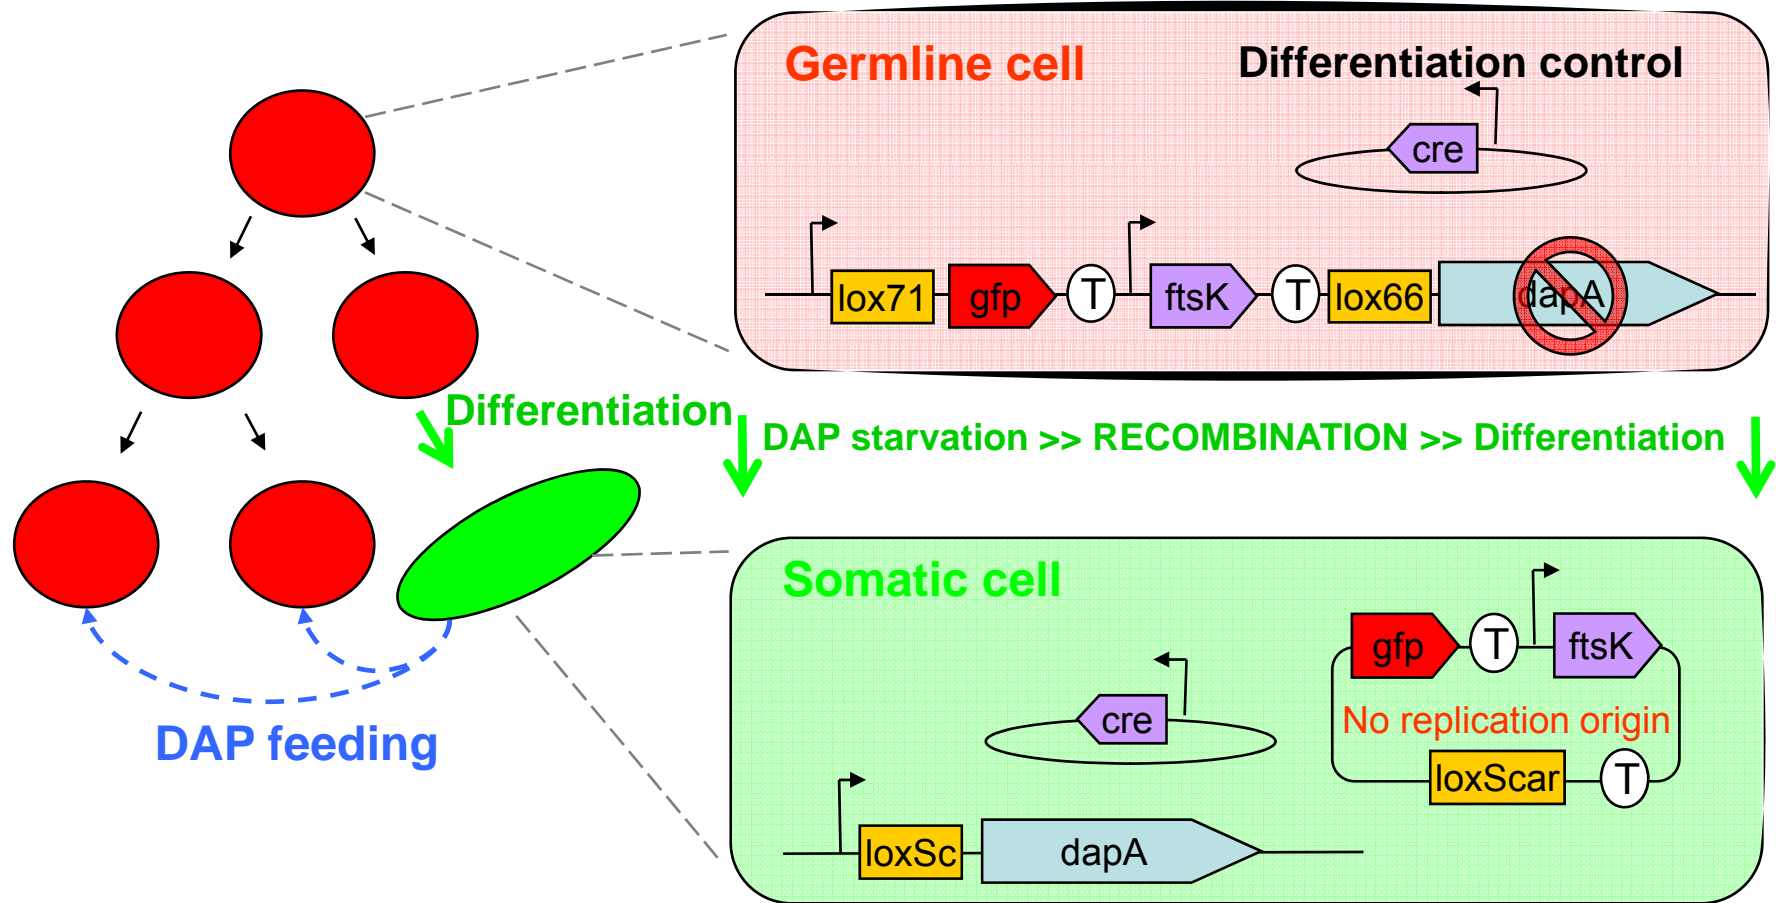 Germline cell
Differentiation control
cre
lox71
gfp
T
ftsK
T
lox66
dapA
Differentiation
DAP starvation >> RECOMBINATION >> Differentiation
Somatic cell
gfp
T
ftsK
cre
No replication origin
loxScar
T
DAP feeding
loxSc
dapA